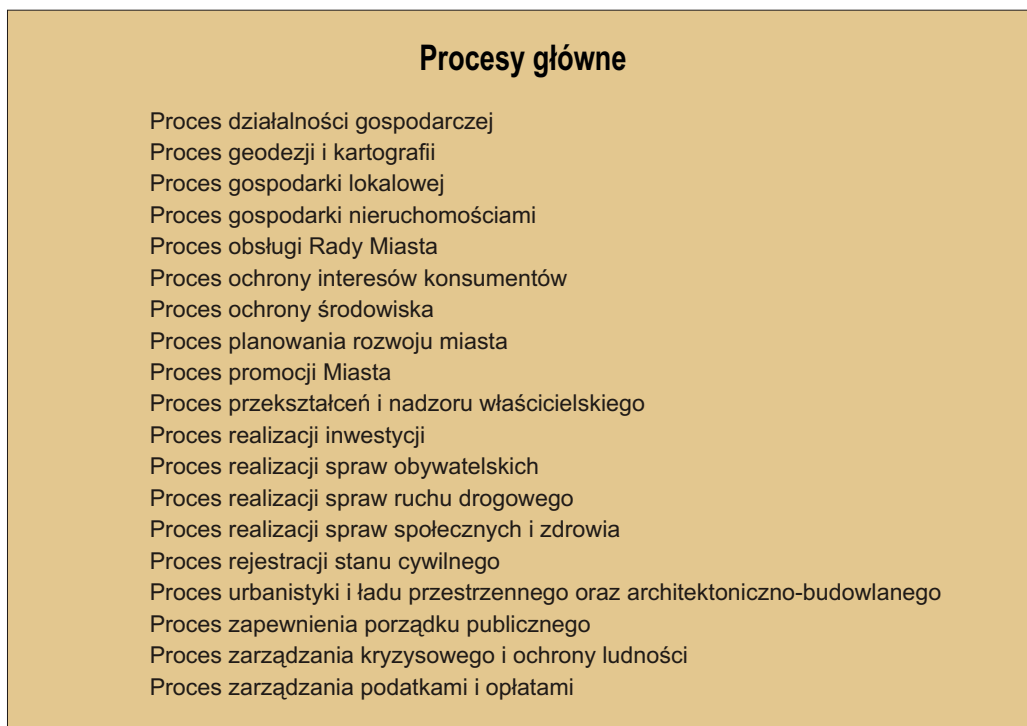 Procesy główne
Proces działalności gospodarczej
Proces geodezji i kartografii
Proces gospodarki lokalowej
Proces gospodarki nieruchomościami
Proces obsługi Rady Miasta
Proces ochrony interesów konsumentów
Proces ochrony środowiska
Proces planowania rozwoju miasta
Proces promocji Miasta
Proces przekształceń i nadzoru właścicielskiego
Proces realizacji inwestycji
Proces realizacji spraw obywatelskich
Proces realizacji spraw ruchu drogowego
Proces realizacji spraw społecznych i zdrowia
Proces rejestracji stanu cywilnego
Proces urbanistyki i ładu przestrzennego oraz architektoniczno-budowlanego
Proces zapewnienia porządku publicznego
Proces zarządzania kryzysowego i ochrony ludności
Proces zarządzania podatkami i opłatami